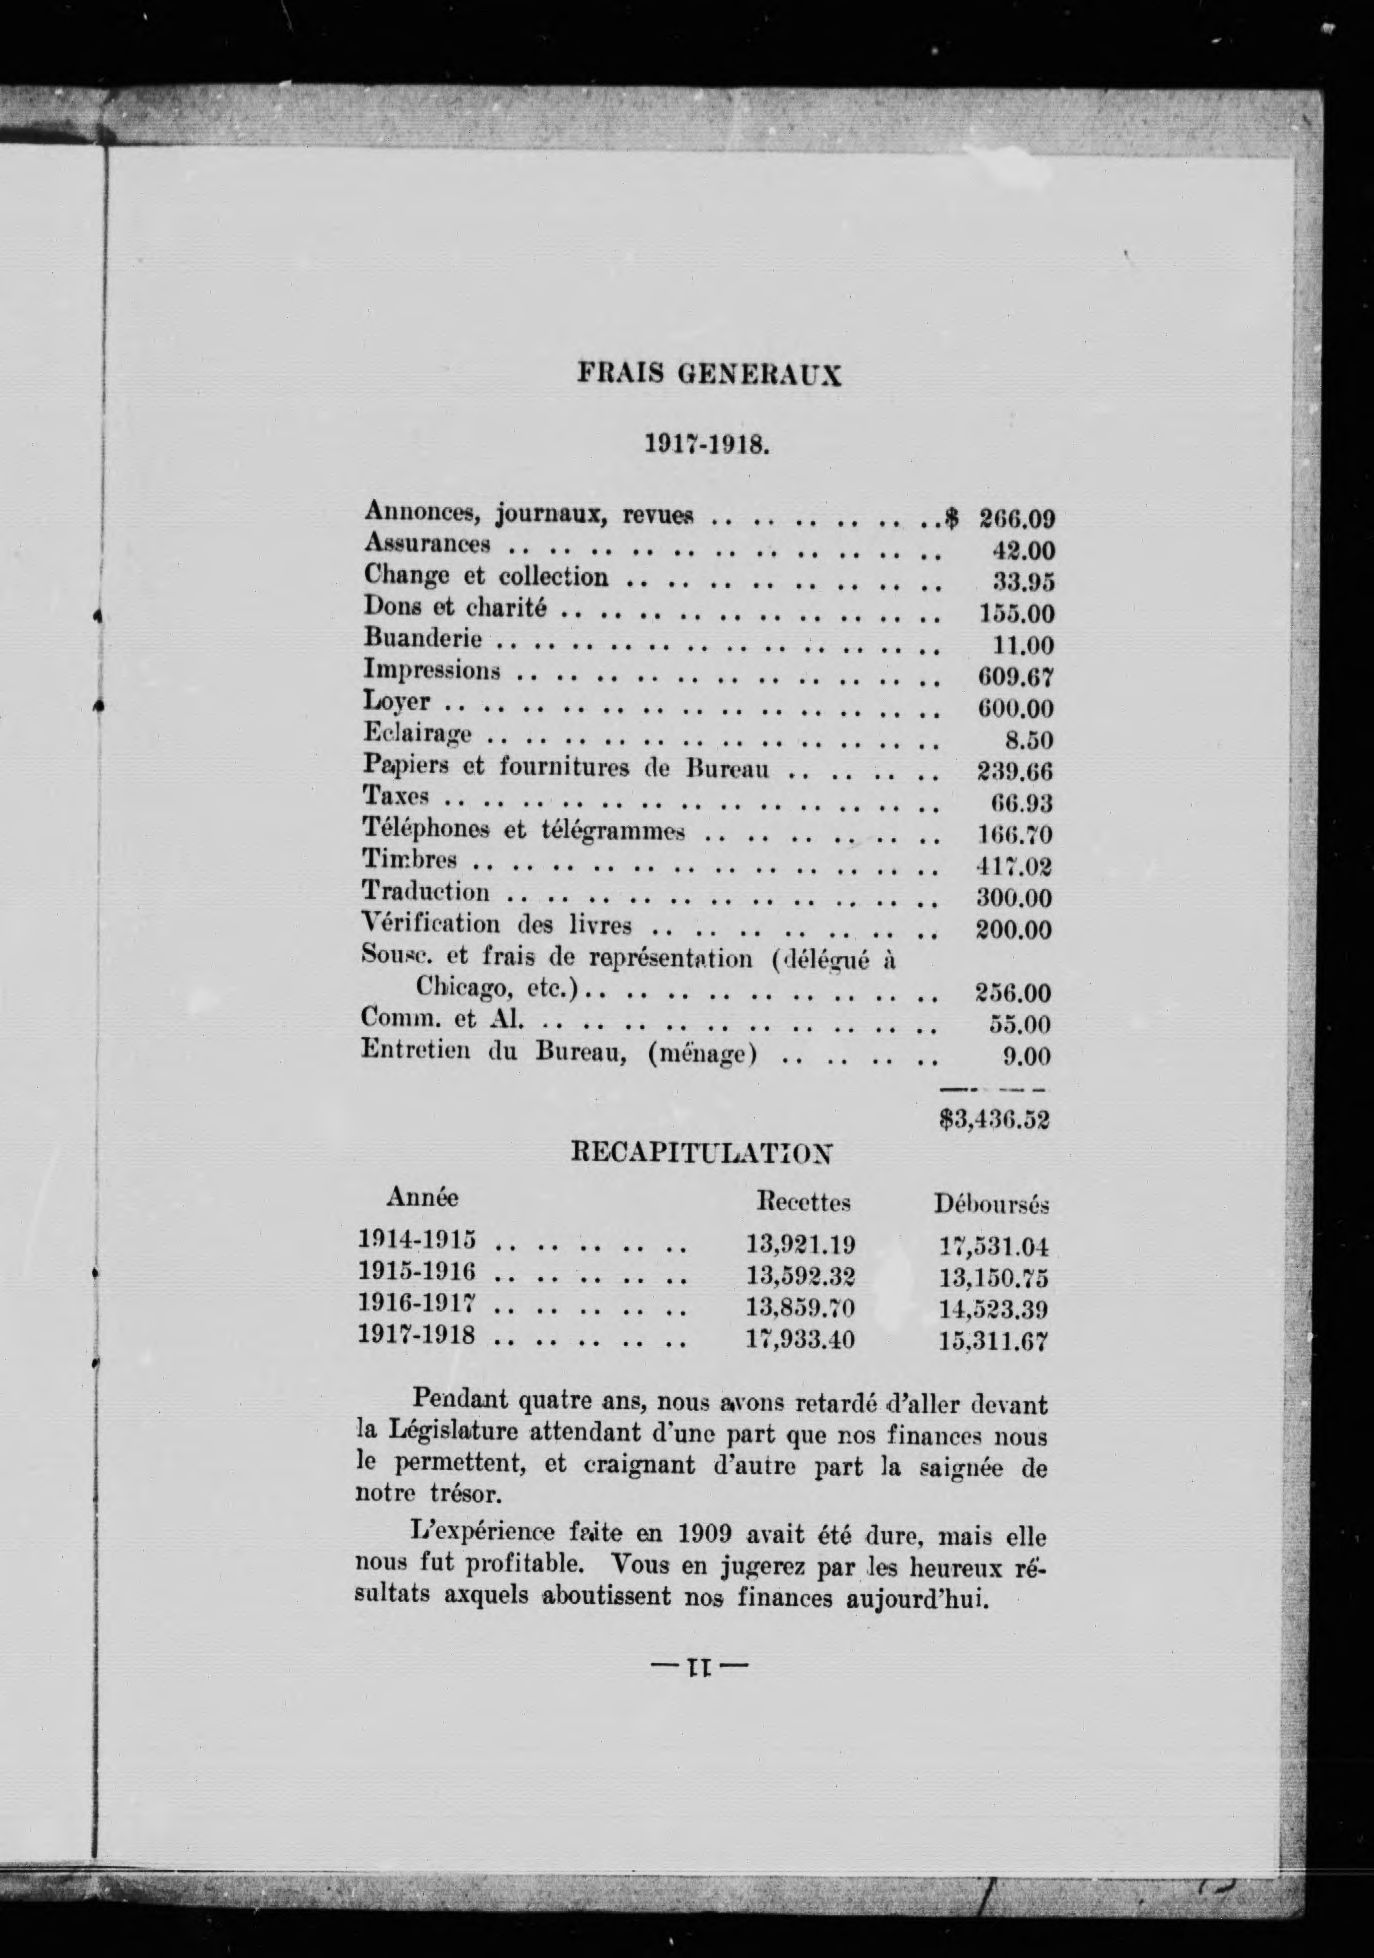 FRAIS GENERAUX
1917-1918.
Annonces, journaux, revues .. .. .. .. .. ..$ 266.09
Assurances .. .. .. .. .. .. .. .. .. .. .. 42.00
Change et collection .. .. .. .. .. .. .. .. 33.95
Dons et charité .. .. .. .. .. .. .. .. .. .. 155.00
Buanderie .. .. .. .. .. .. .. .. .. .. .. .. 11.00
Impressions .. .. .. .. .. .. .. .. .. .. .. 609.67
Loyer .. .. .. .. .. .. .. .. .. .. .. .. .. 600.00
Eclairage .. .. .. .. .. .. .. .. .. .. .. .. 8.50
Papiers et fournitures de Bureau .. .. .. .. 239.66
Taxes .. .. .. .. .. .. .. .. .. .. .. .. .. 66.93
Téléphones et télégrammes .. .. .. .. .. .. 166.70
Timbres .. .. .. .. .. .. .. .. .. .. .. .. 417.02
Traduction .. .. .. .. .. .. .. .. .. .. .. 300.00
Vérification des livres .. .. .. .. .. .. .. 200.00
Sousc. et frais de représentation (délégué à
Chicago, etc.) .. .. .. .. .. .. .. .. .. 256.00
Comm. et Al. .. .. .. .. .. .. .. .. .. .. 55.00
Entretien du Bureau, (ménage) .. .. .. .. 9.00
$3,436.52
RECAPITULATION
Année Recettes Déboursés
1914-1915 .. .. .. .. .. 13,921.19 17,531.04
1915-1916 .. .. .. .. .. 13,592.32 13,150.75
1916-1917 .. .. .. .. .. 13,859.70 14,523.39
1917-1918 .. .. .. .. .. 17,933.40 15,311.67
Pendant quatre ans, nous avons retardé d'aller devant
la Législature attendant d'une part que nos finances nous
le permettent, et craignant d'autre part la saignée de
notre trésor.
L'expérience faite en 1909 avait été dure, mais elle
nous fut profitable. Vous en jugerez par les heureux ré-
sultats axquels aboutissent nos finances aujourd'hui.
— 11 —